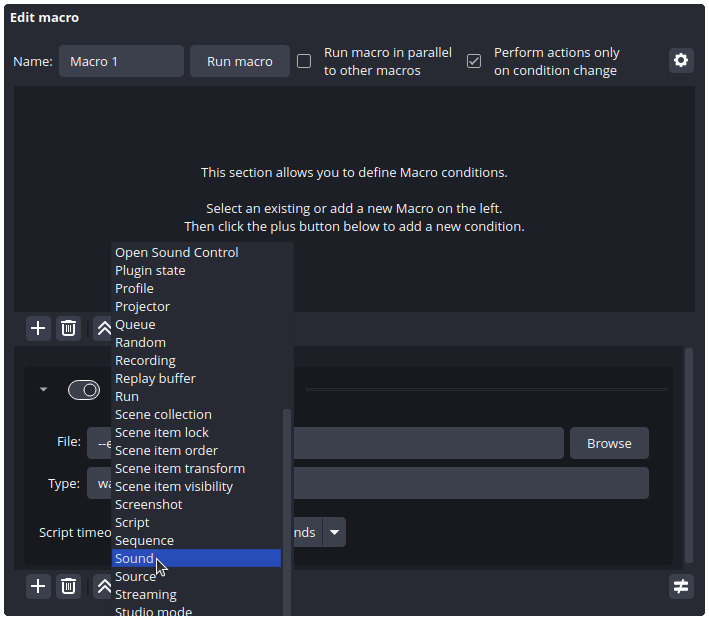 Edit macro
Name:
Macro 1
Run macro
Run macro in parallel
to other macros
Perform actions only
on condition change
This section allows you to define Macro conditions.
Select an existing or add a new Macro on the left.
Then click the plus button below to add a new condition.
Open Sound Control
Plugin state
Profile
Projector
Queue
Random
Recording
Replay buffer
Run
Scene collection
Scene item lock
Scene item order
Scene item transform
Scene item visibility
Screenshot
Script
Sequence
Sound
Source
Streaming
Studio mode
File:
--e
Browse
Type:
wa
Script timeo
nds